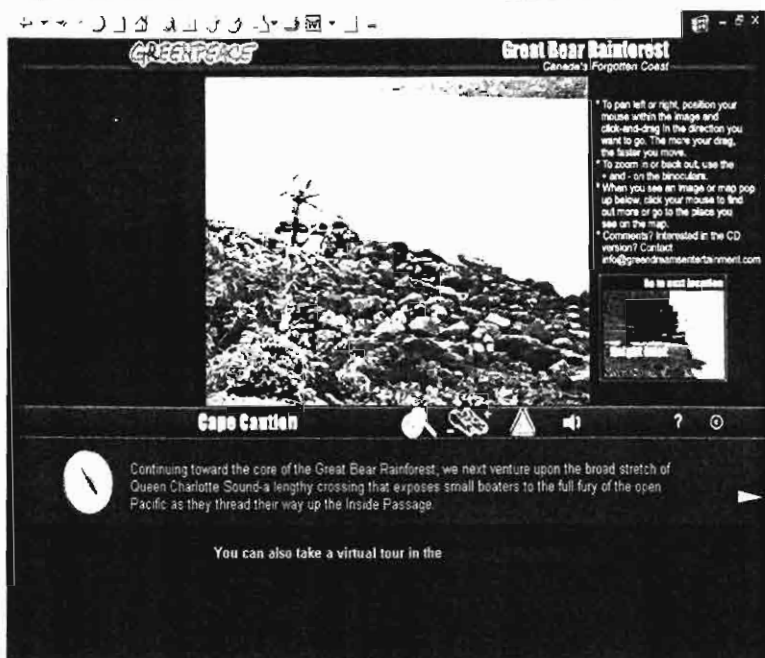 GREENPEACE
Great Bear Rainforest
Canada's Forgotten Coast
* To pan left or right, position your
mouse within the image and
click-and-drag in the direction you
want to go. The more your drag,
the faster you move.
* To zoom in or back out, use the
+ and - on the binoculars.
* When you see an image or map pop
up below, click your mouse to find
out more or go to the place you
see on the map.
* Comments? Interested in the CD
version? Contact
info@greendreamsentertainment.com
Go to next location
Cape Caution
?
Continuing toward the core of the Great Bear Rainforest, we next venture upon the broad stretch of
Queen Charlotte Sound-a lengthy crossing that exposes small boaters to the full fury of the open
Pacific as they thread their way up the Inside Passage.
You can also take a virtual tour in the